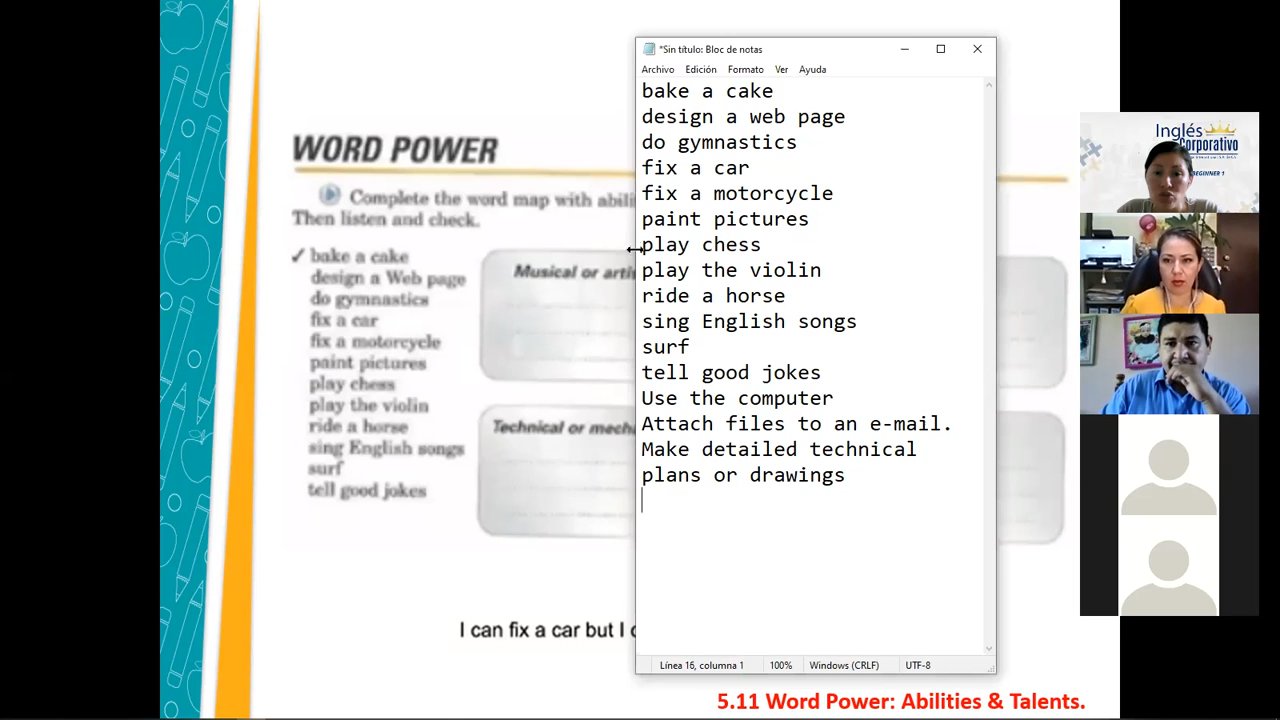 WORD POWER
Complete the word map with abili
Then listen and check.
✓ bake a cake
design a Web page
do gymnastics
fix a car
fix a motorcycle
paint pictures
play chess
play the violin
ride a horse
sing English songs
surf
tell good jokes
Musical or artis
Technical or mech
I can fix a car but I
*Sin título: Bloc de notas
Archivo Edición Formato Ver Ayuda
bake a cake
design a web page
do gymnastics
fix a car
fix a motorcycle
paint pictures
play chess
play the violin
ride a horse
sing English songs
surf
tell good jokes
Use the computer
Attach files to an e-mail.
Make detailed technical
plans or drawings
Línea 16, columna 1 100% Windows (CRLF) UTF-8
5.11 Word Power: Abilities & Talents.
Inglés
Corporativo
BEGINNER 1